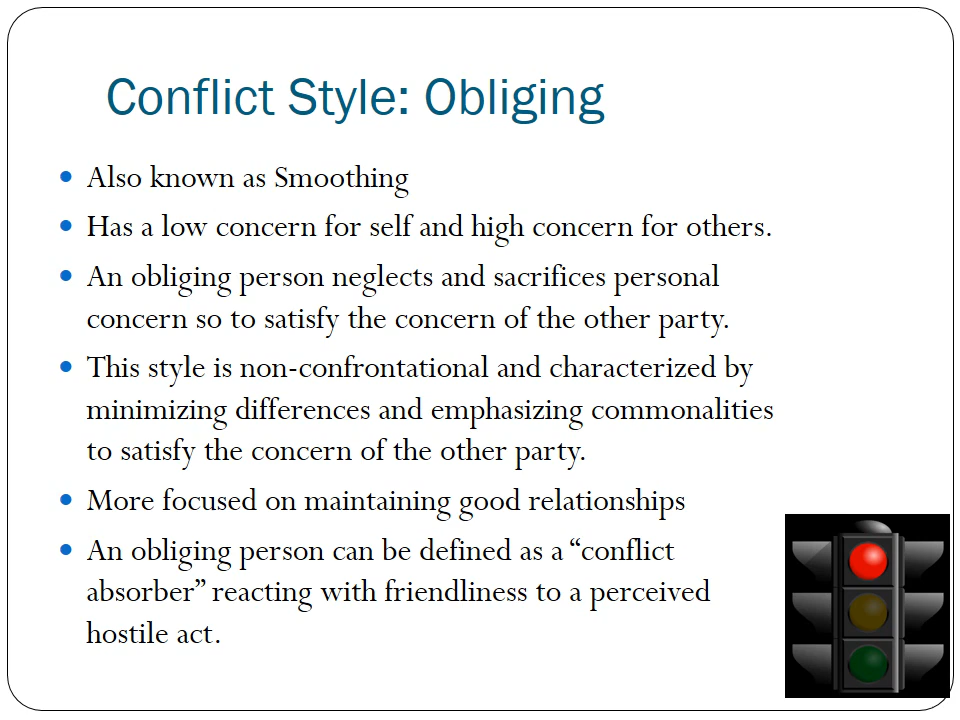 Conflict Style: Obliging
• Also known as Smoothing
• Has a low concern for self and high concern for others.
• An obliging person neglects and sacrifices personal
concern so to satisfy the concern of the other party.
• This style is non-confrontational and characterized by
minimizing differences and emphasizing commonalities
to satisfy the concern of the other party.
• More focused on maintaining good relationships
• An obliging person can be defined as a “conflict
absorber” reacting with friendliness to a perceived
hostile act.